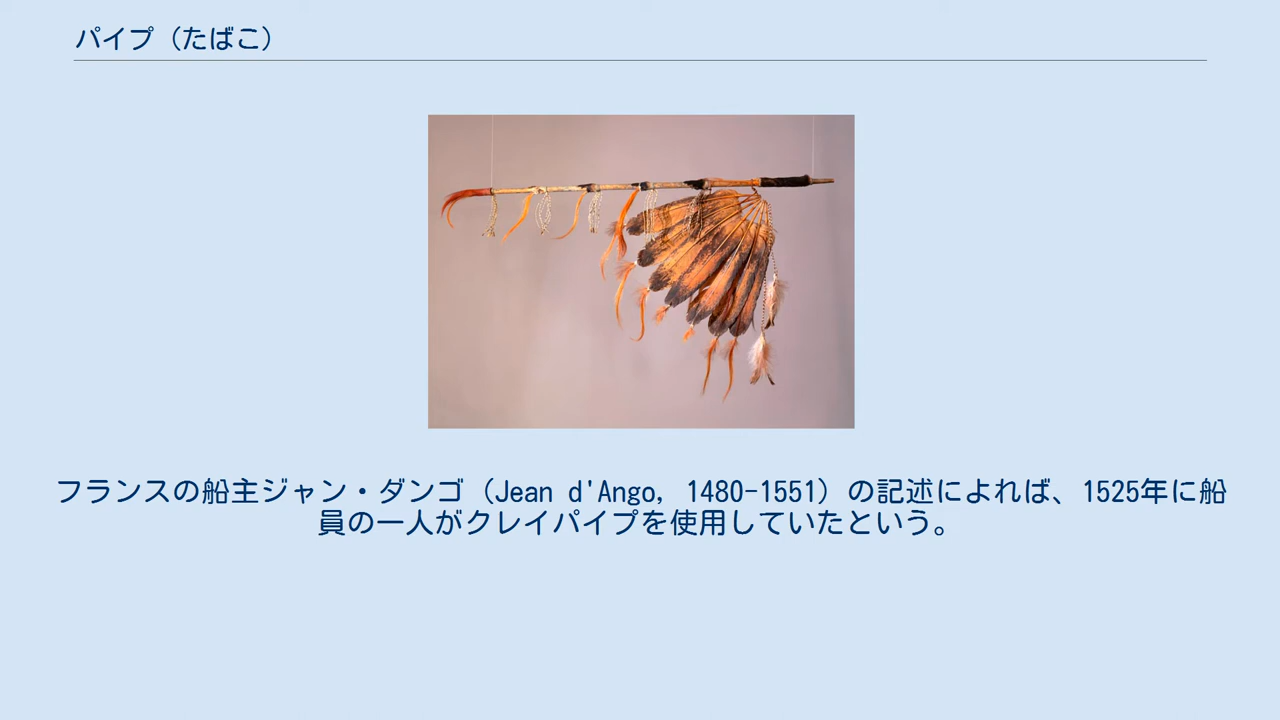 パイプ（たばこ）
フランスの船主ジャン・ダンゴ（Jean d'Ango, 1480-1551）の記述によれば、1525年に船
員の一人がクレイパイプを使用していたという。